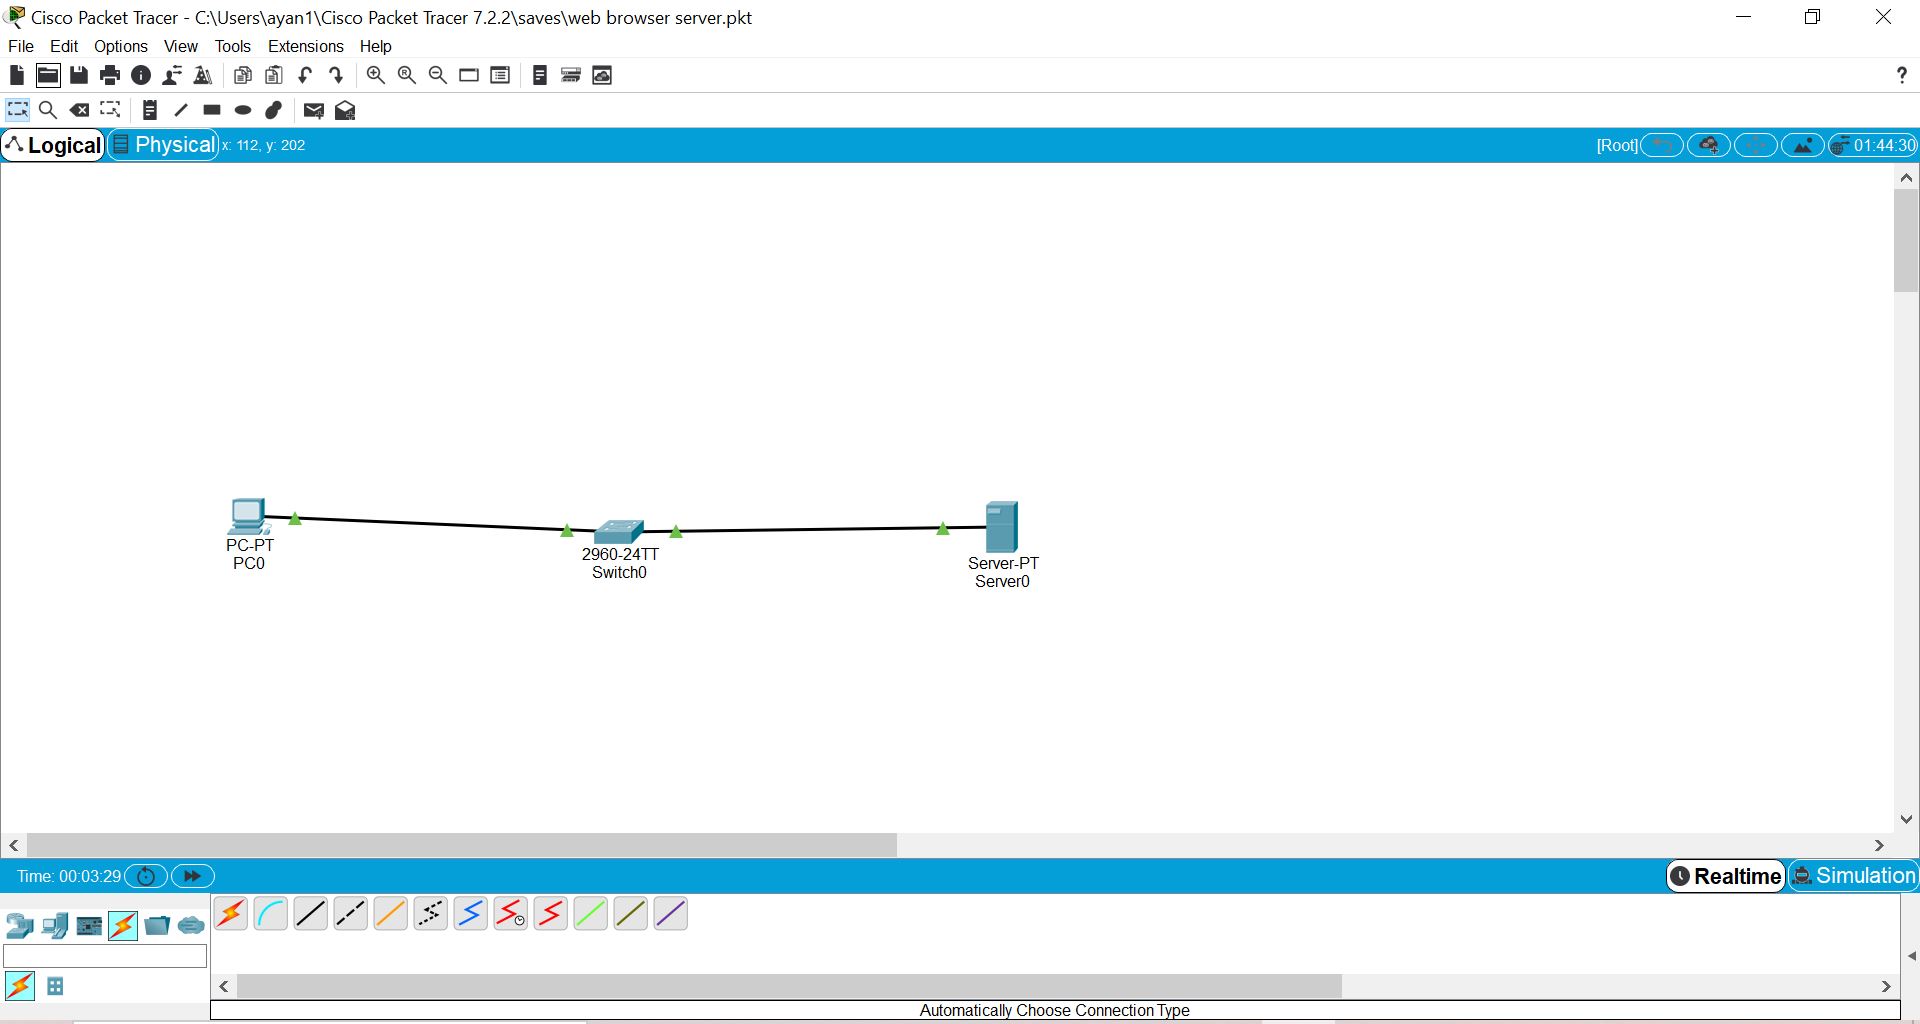 Cisco Packet Tracer - C:\Users\ayan1\Cisco Packet Tracer 7.2.2\saves\web browser server.pkt
File Edit Options View Tools Extensions Help
?
Logical Physical x: 112, y: 202 [Root] 01:44:30
PC-PT
PC0
2960-24TT
Switch0
Server-PT
Server0
Time: 00:03:29 Realtime Simulation
Automatically Choose Connection Type